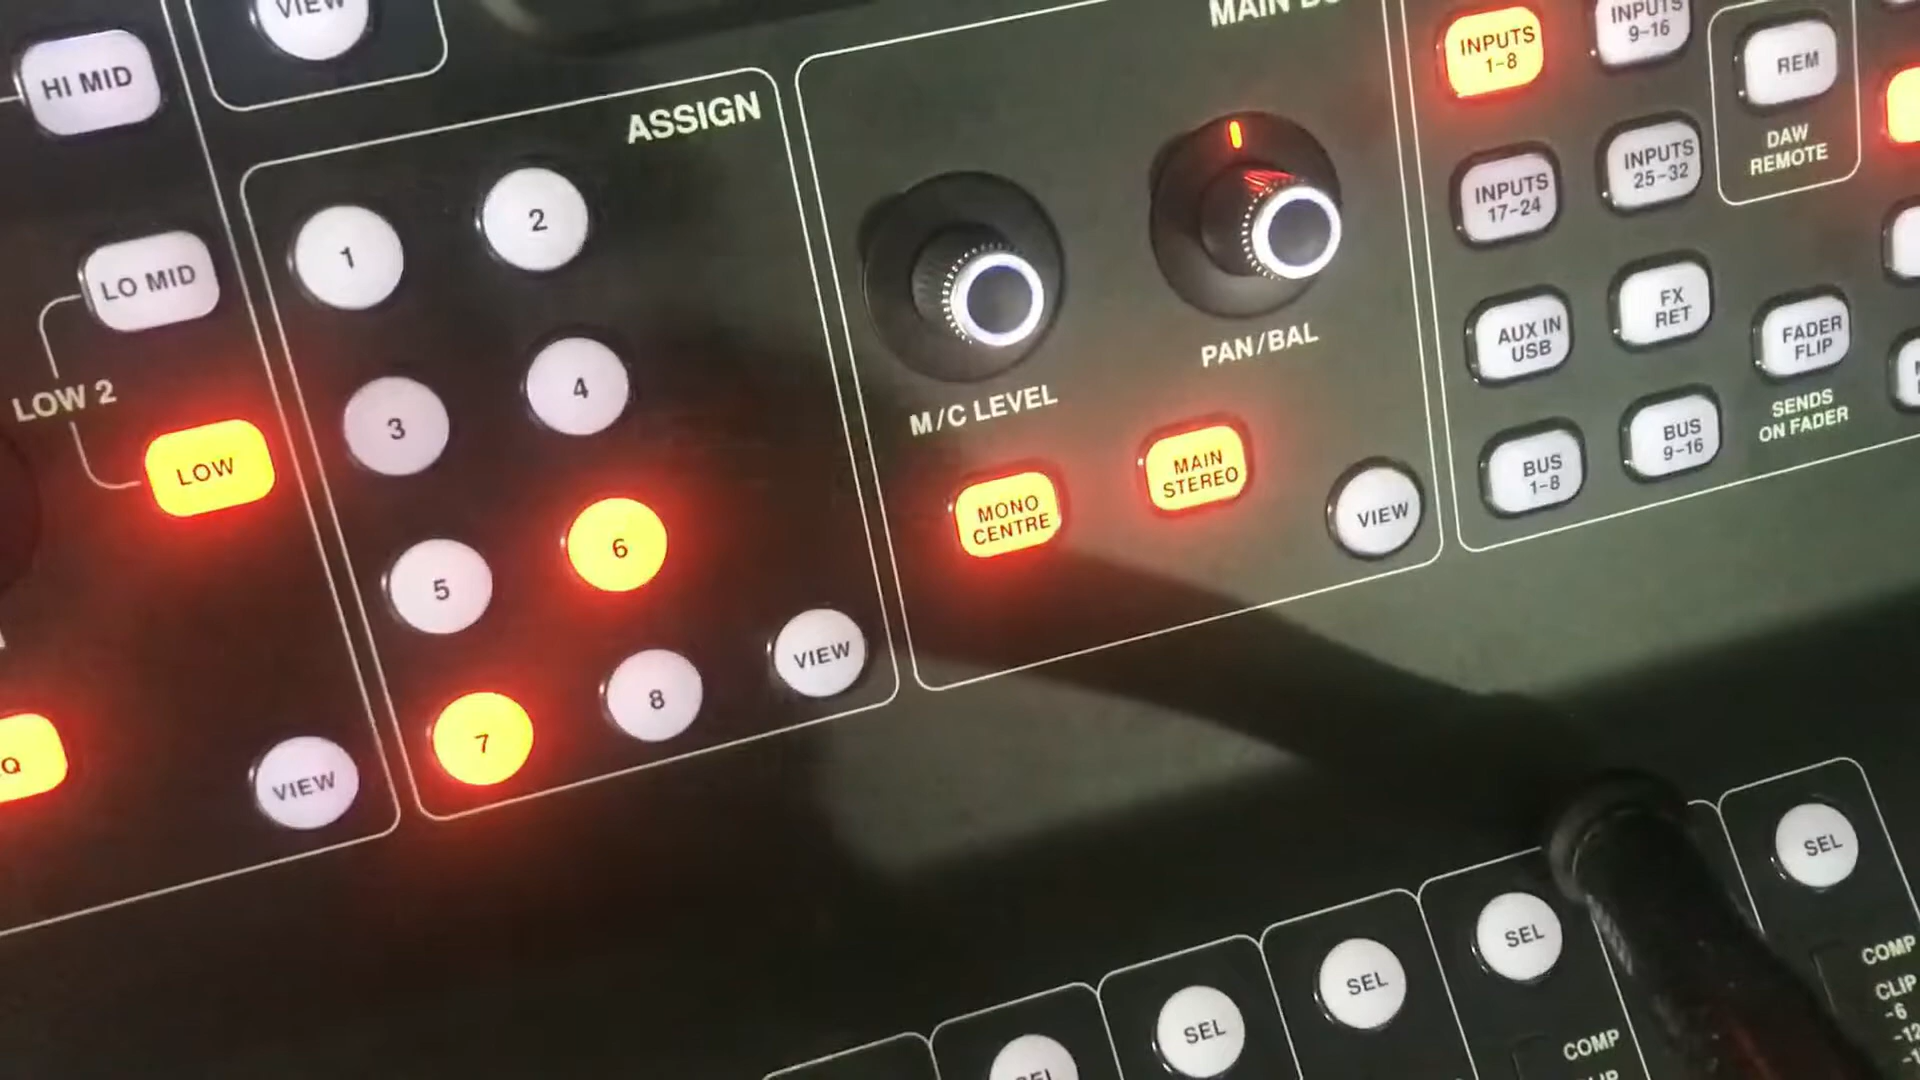 VIEW
HI MID
LO MID
LOW 2
LOW
VIEW
ASSIGN
1
2
3
4
5
6
7
8
VIEW
MAIN
M/C LEVEL
PAN/BAL
MONO
CENTRE
MAIN
STEREO
VIEW
INPUTS
1-8
INPUTS
9-16
INPUTS
17-24
INPUTS
25-32
AUX IN
USB
FX
RET
BUS
1-8
BUS
9-16
REM
DAW
REMOTE
FADER
FLIP
SENDS
ON FADER
SEL
SEL
SEL
SEL
SEL
COMP
COMP
CLIP
-6
-12